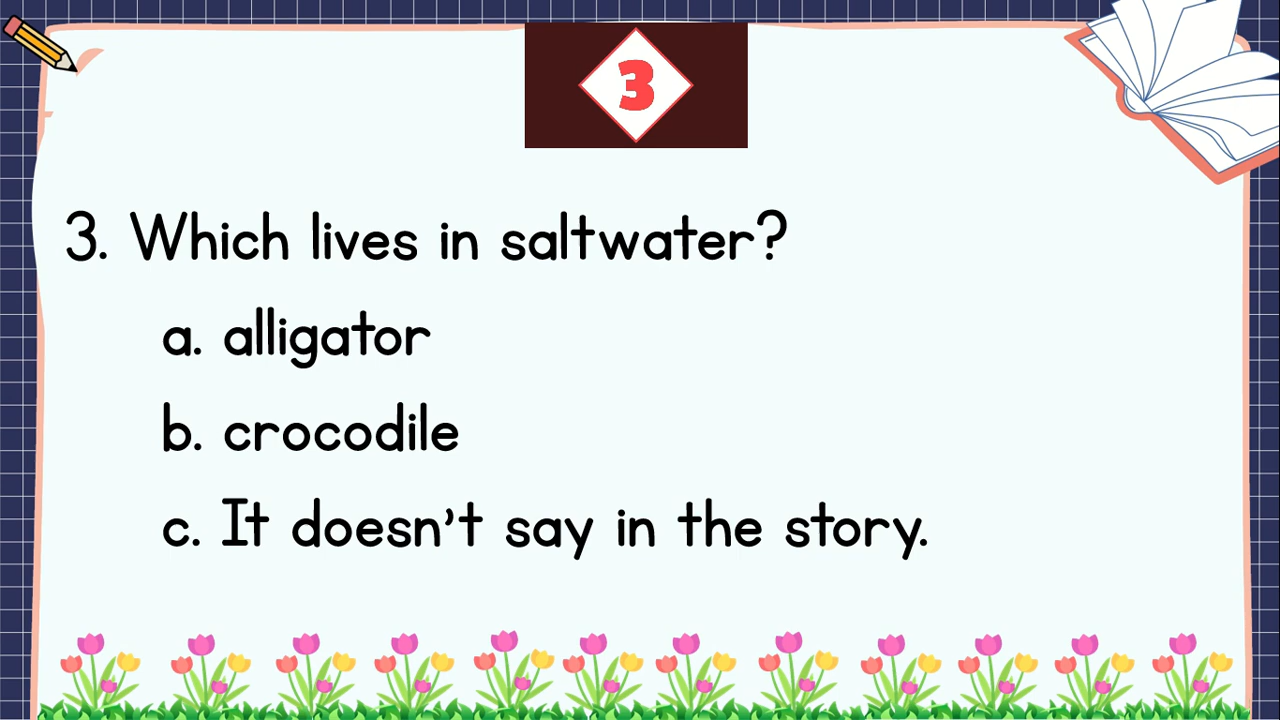 3
3. Which lives in saltwater?
a. alligator
b. crocodile
c. It doesn't say in the story.